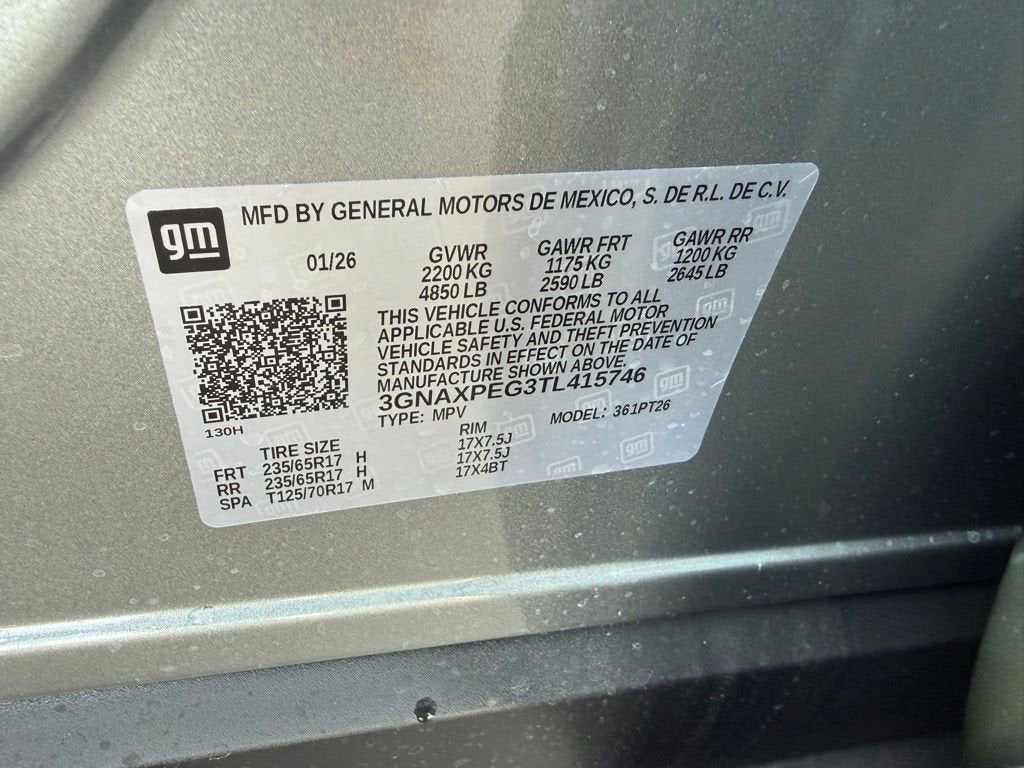 gm
MFD BY GENERAL MOTORS DE MEXICO, S. DE R.L. DE C.V.
01/26 GVWR GAWR FRT GAWR RR
2200 KG 1175 KG 1200 KG
4850 LB 2590 LB 2645 LB
THIS VEHICLE CONFORMS TO ALL
APPLICABLE U.S. FEDERAL MOTOR
VEHICLE SAFETY AND THEFT PREVENTION
STANDARDS IN EFFECT ON THE DATE OF
MANUFACTURE SHOWN ABOVE.
3GNAXPEG3TL415746
130H
TYPE: MPV MODEL: 361PT26
TIRE SIZE RIM
FRT 235/65R17 H 17X7.5J
RR 235/65R17 H 17X7.5J
SPA T125/70R17 M 17X4BT